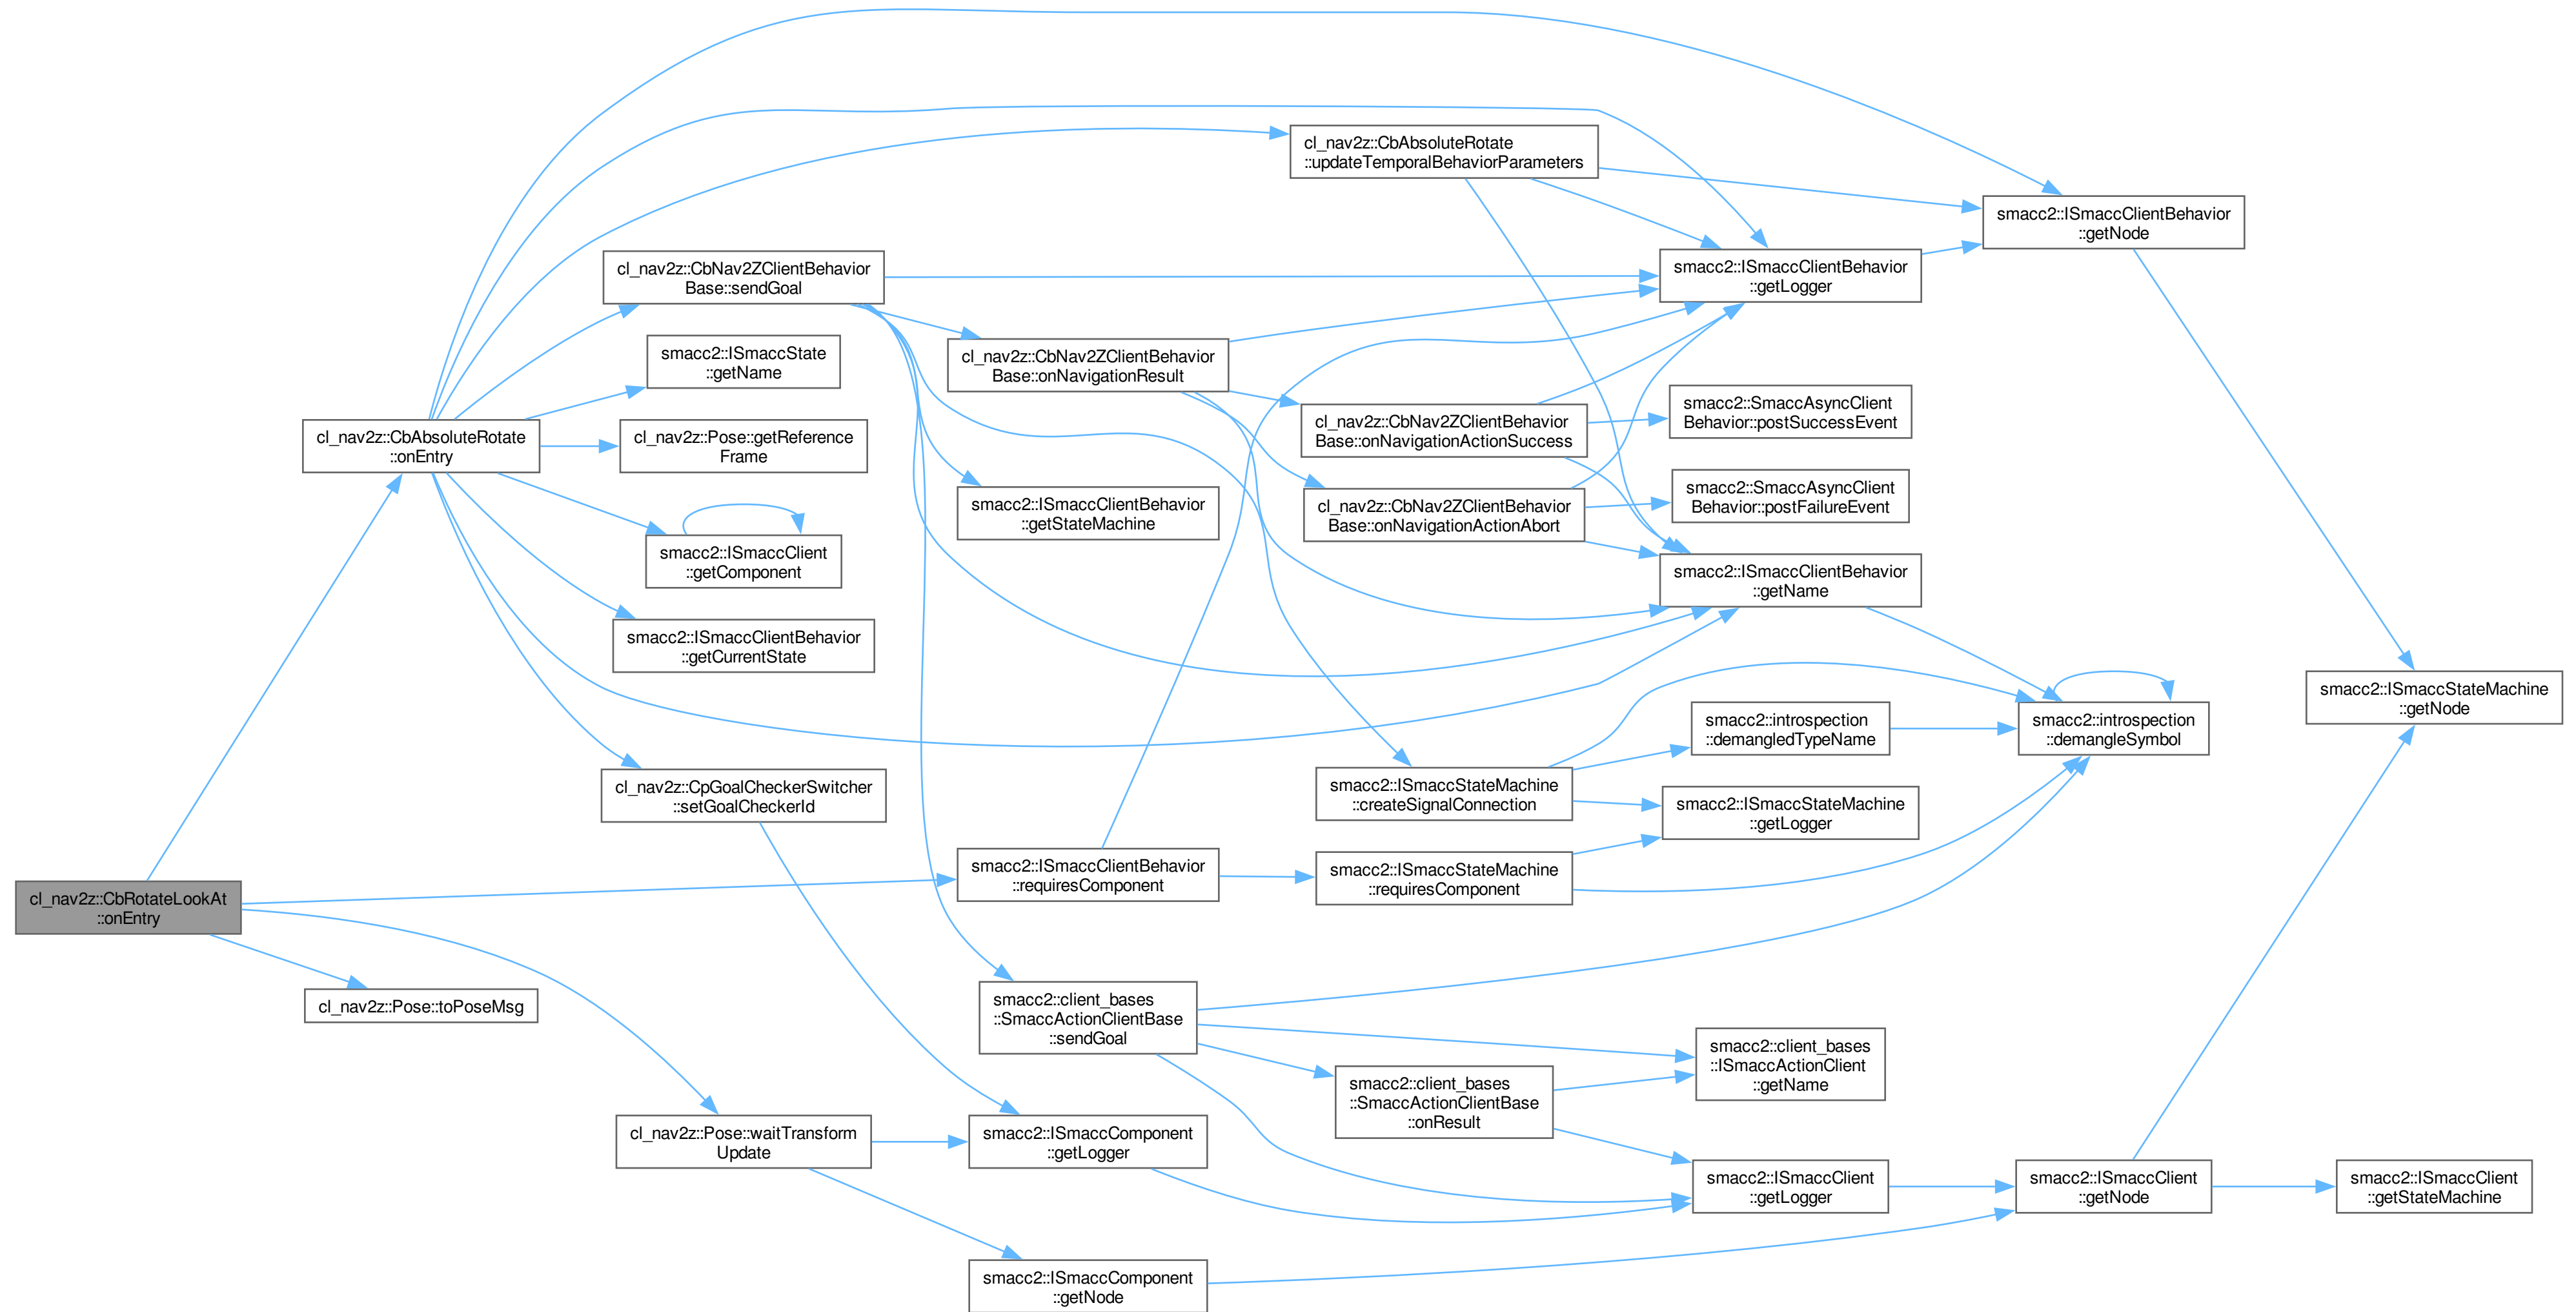 cl_nav2z::CbRotateLookAt
::onEntry
cl_nav2z::CbAbsoluteRotate
::onEntry
cl_nav2z::Pose::toPoseMsg
cl_nav2z::CbNav2ZClientBehavior
Base::sendGoal
smacc2::ISmaccState
::getName
cl_nav2z::Pose::getReference
Frame
smacc2::ISmaccClient
::getComponent
smacc2::ISmaccClientBehavior
::getCurrentState
cl_nav2z::CpGoalCheckerSwitcher
::setGoalCheckerId
cl_nav2z::Pose::waitTransform
Update
cl_nav2z::CbNav2ZClientBehavior
Base::onNavigationResult
smacc2::ISmaccClientBehavior
::getStateMachine
smacc2::ISmaccClientBehavior
::requiresComponent
smacc2::client_bases
::SmaccActionClientBase
::sendGoal
smacc2::ISmaccComponent
::getLogger
smacc2::ISmaccComponent
::getNode
cl_nav2z::CbAbsoluteRotate
::updateTemporalBehaviorParameters
cl_nav2z::CbNav2ZClientBehavior
Base::onNavigationActionSuccess
cl_nav2z::CbNav2ZClientBehavior
Base::onNavigationActionAbort
smacc2::ISmaccStateMachine
::createSignalConnection
smacc2::ISmaccStateMachine
::requiresComponent
smacc2::client_bases
::SmaccActionClientBase
::onResult
smacc2::ISmaccClientBehavior
::getLogger
smacc2::SmaccAsyncClient
Behavior::postSuccessEvent
smacc2::SmaccAsyncClient
Behavior::postFailureEvent
smacc2::ISmaccClientBehavior
::getName
smacc2::introspection
::demangledTypeName
smacc2::ISmaccStateMachine
::getLogger
smacc2::client_bases
::ISmaccActionClient
::getName
smacc2::ISmaccClient
::getLogger
smacc2::ISmaccClientBehavior
::getNode
smacc2::introspection
::demangleSymbol
smacc2::ISmaccClient
::getNode
smacc2::ISmaccStateMachine
::getNode
smacc2::ISmaccClient
::getStateMachine